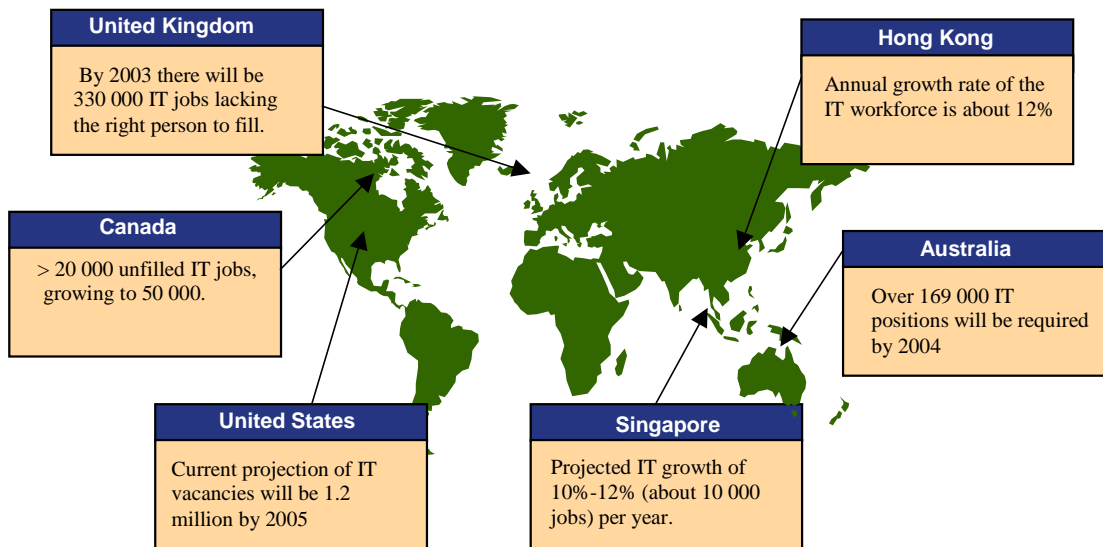 United Kingdom
By 2003 there will be
330 000 IT jobs lacking
the right person to fill.
Hong Kong
Annual growth rate of the
IT workforce is about 12%
Canada
> 20 000 unfilled IT jobs,
growing to 50 000.
Australia
Over 169 000 IT
positions will be required
by 2004
United States
Current projection of IT
vacancies will be 1.2
million by 2005
Singapore
Projected IT growth of
10%-12% (about 10 000
jobs) per year.